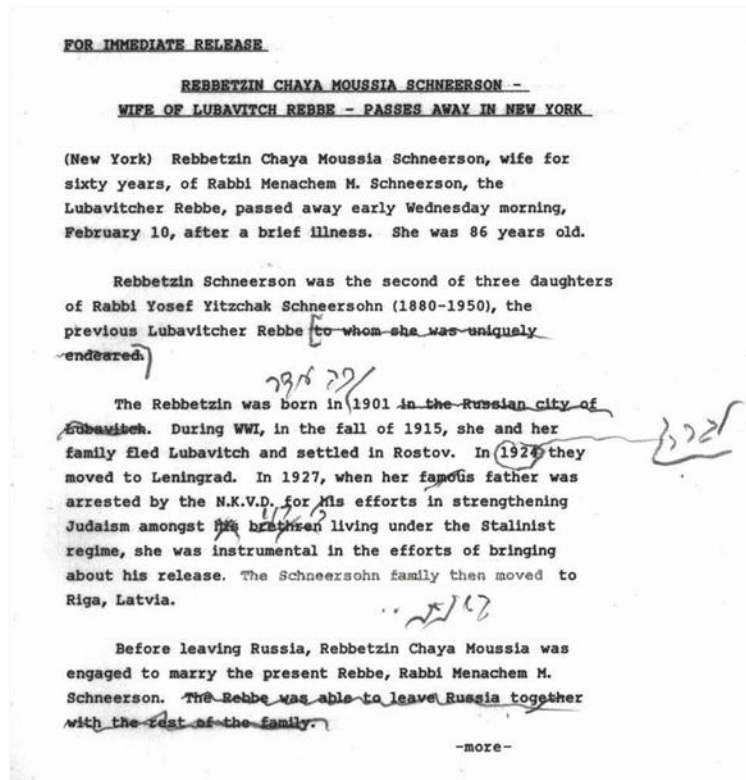 FOR IMMEDIATE RELEASE
REBBETZIN CHAYA MOUSSIA SCHNEERSON -
WIFE OF LUBAVITCH REBBE - PASSES AWAY IN NEW YORK
(New York) Rebbetzin Chaya Moussia Schneerson, wife for
sixty years, of Rabbi Menachem M. Schneerson, the
Lubavitcher Rebbe, passed away early Wednesday morning,
February 10, after a brief illness. She was 86 years old.
Rebbetzin Schneerson was the second of three daughters
of Rabbi Yosef Yitzchak Schneersohn (1880-1950), the
previous Lubavitcher Rebbe to whom she was uniquely
endeared.
The Rebbetzin was born in 1901 in the Russian city of
Lubavitch. During WWI, in the fall of 1915, she and her
family fled Lubavitch and settled in Rostov. In 1924 they
moved to Leningrad. In 1927, when her famous father was
arrested by the N.K.V.D. for his efforts in strengthening
Judaism amongst his brethren living under the Stalinist
regime, she was instrumental in the efforts of bringing
about his release. The Schneersohn family then moved to
Riga, Latvia.
Before leaving Russia, Rebbetzin Chaya Moussia was
engaged to marry the present Rebbe, Rabbi Menachem M.
Schneerson. The Rebbe was able to leave Russia together
with the rest of the family.
-more-